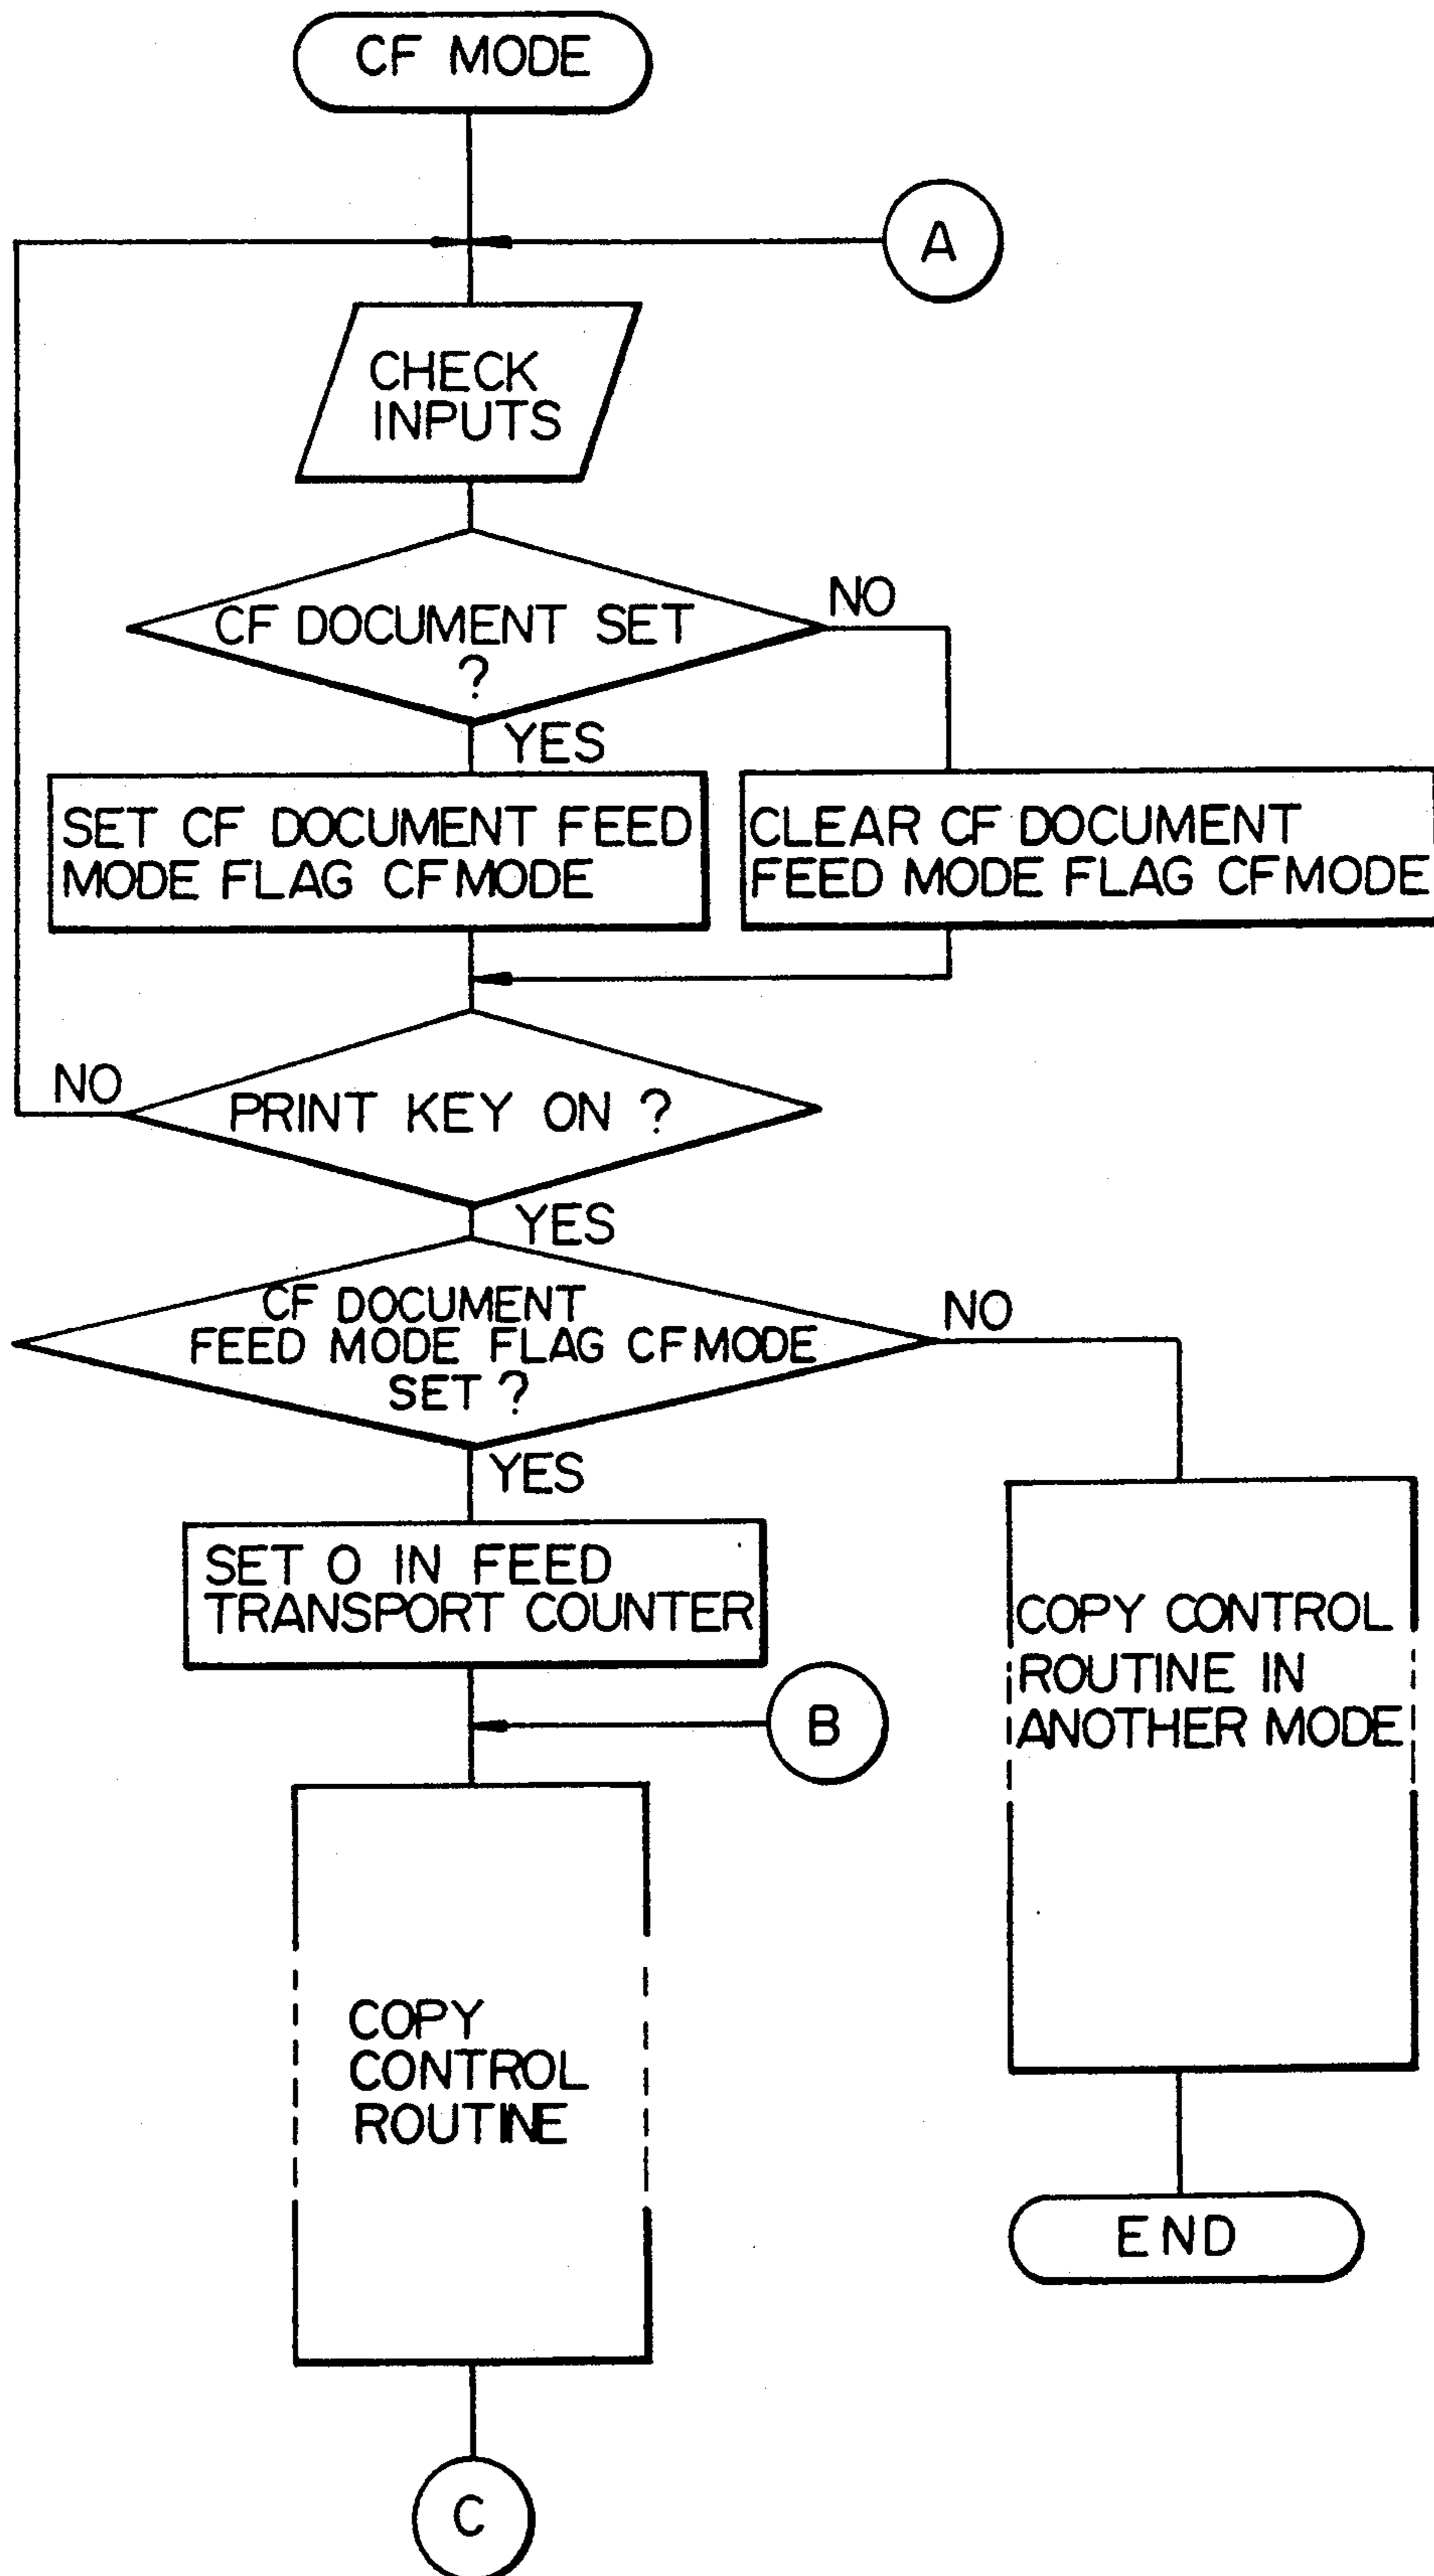 CF MODE
A
CHECK
INPUTS
CF DOCUMENT SET
?
NO
YES
SET CF DOCUMENT FEED
MODE FLAG CFMODE
CLEAR CF DOCUMENT
FEED MODE FLAG CFMODE
NO
PRINT KEY ON ?
YES
CF DOCUMENT
FEED MODE FLAG CFMODE
SET ?
NO
YES
SET 0 IN FEED
TRANSPORT COUNTER
COPY CONTROL
ROUTINE IN
ANOTHER MODE
B
COPY
CONTROL
ROUTINE
END
C